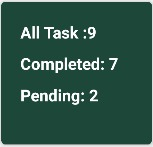 All Task :9
Completed: 7
Pending: 2